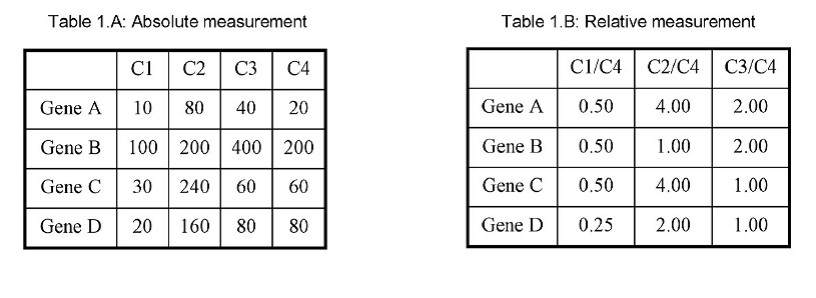 Table 1.A: Absolute measurement
C1 C2 C3 C4
Gene A 10 80 40 20
Gene B 100 200 400 200
Gene C 30 240 60 60
Gene D 20 160 80 80
Table 1.B: Relative measurement
C1/C4 C2/C4 C3/C4
Gene A 0.50 4.00 2.00
Gene B 0.50 1.00 2.00
Gene C 0.50 4.00 1.00
Gene D 0.25 2.00 1.00